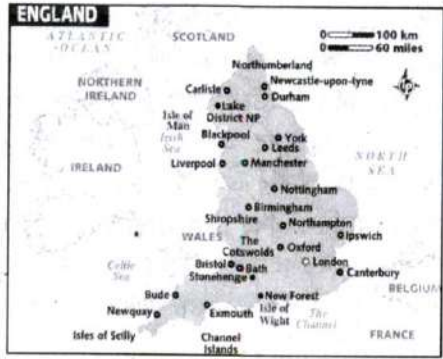 ENGLAND
ATLANTIC
OCEAN
SCOTLAND
0 100 km
0 60 miles
Northumberland
Newcastle-upon-tyne
Carlisle
Durham
NORTHERN
IRELAND
Lake
District NP
Isle of
Man
Irish
Sea
Blackpool
York
Leeds
NORTH
SEA
IRELAND
Liverpool
Manchester
Nottingham
Birmingham
Shropshire
Northampton
WALES
The
Cotswolds
Oxford
Ipswich
Celtic
Sea
Bristol
Bath
London
Stonehenge
Canterbury
BELGIUM
Bude
New Forest
Newquay
Exmouth
Isle of
Wight
The
Channel
Isles of Scilly
Channel
Islands
FRANCE